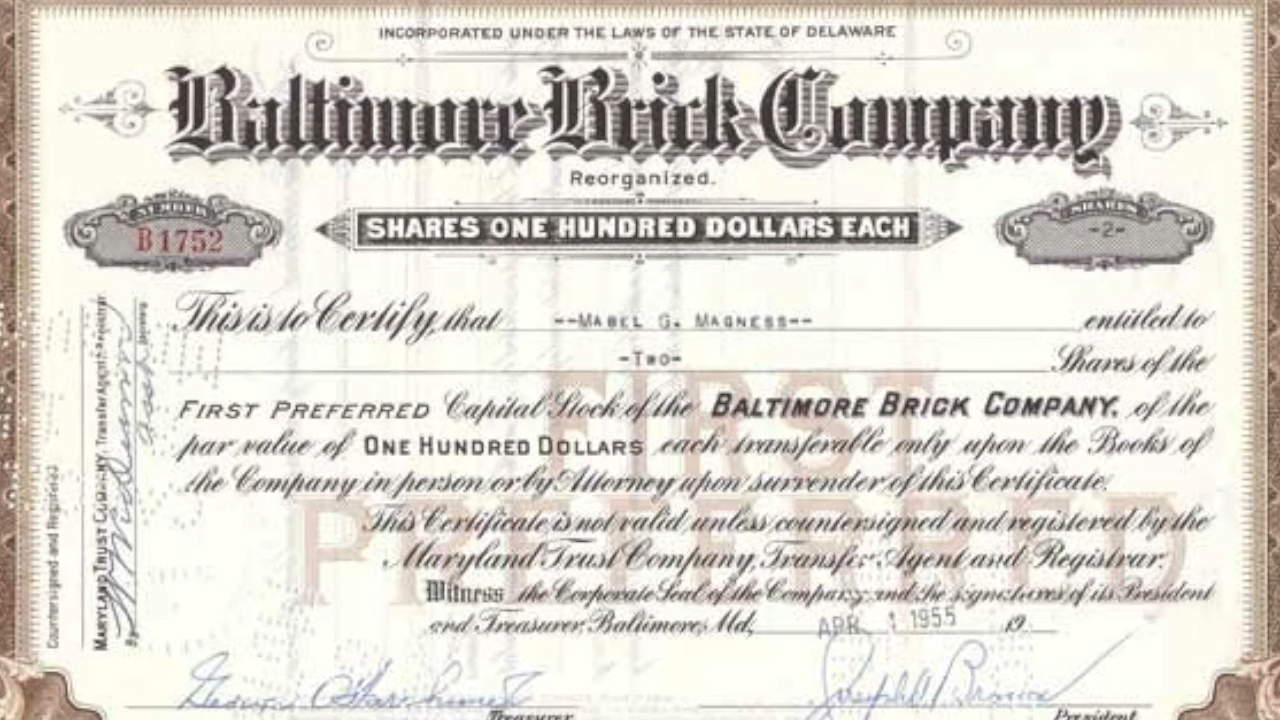 INCORPORATED UNDER THE LAWS OF THE STATE OF DELAWARE
Baltimore Brick Company
Reorganized.
NUMBER
B1752
SHARES ONE HUNDRED DOLLARS EACH
SHARES
-2-
This is to Certify, that --MABEL G. MAGNESS-- entitled to
-Two- Shares of the
FIRST PREFERRED Capital Stock of the BALTIMORE BRICK COMPANY. of the
par value of ONE HUNDRED DOLLARS each transferable only upon the Books of
the Company in person or by Attorney upon surrender of this Certificate.
This Certificate is not valid unless countersigned and registered by the
Maryland Trust Company, Transfer Agent and Registrar.
Witness the Corporate Seal of the Company and the signatures of its President
and Treasurer, Baltimore, Md. APR 1 1955 19
Treasurer
President
FIRST
PREFERRED
Countersigned and Registered
MARYLAND TRUST COMPANY, Transfer Agent & Registrar
By